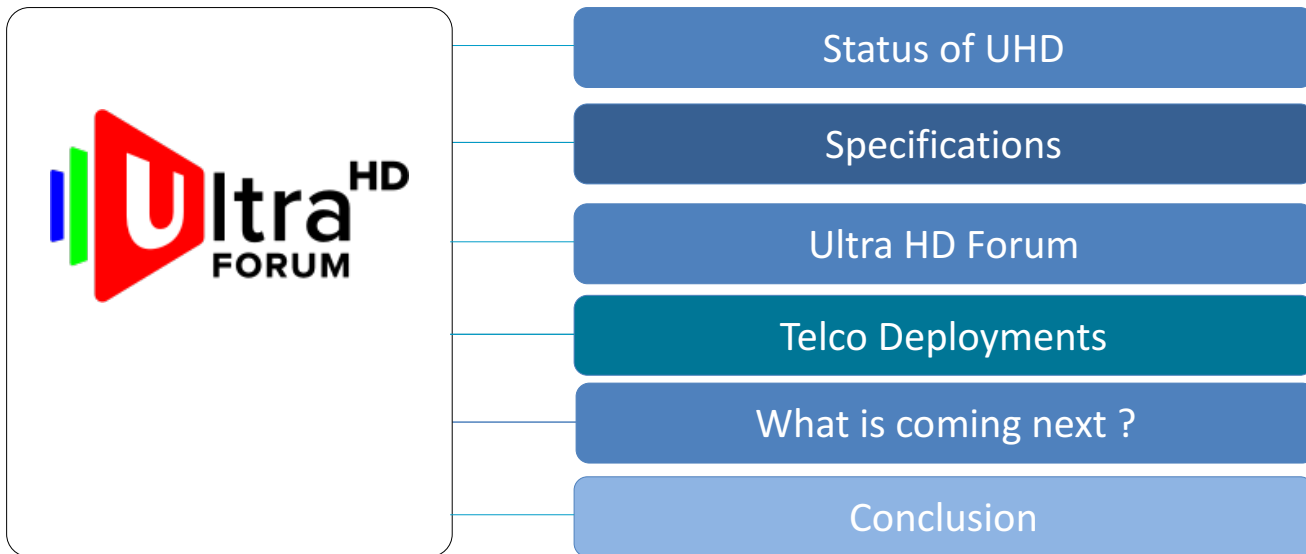 Ultra HD
FORUM
Status of UHD
Specifications
Ultra HD Forum
Telco Deployments
What is coming next ?
Conclusion